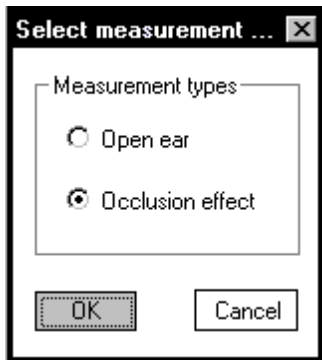 Select measurement ...
Measurement types
Open ear
Occlusion effect
OK
Cancel